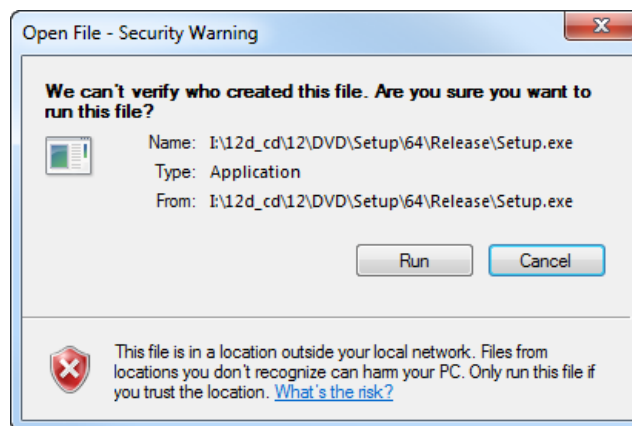 Open File - Security Warning
We can't verify who created this file. Are you sure you want to
run this file?
Name: I:\12d_cd\12\DVD\Setup\64\Release\Setup.exe
Type: Application
From: I:\12d_cd\12\DVD\Setup\64\Release\Setup.exe
Run Cancel
This file is in a location outside your local network. Files from
locations you don't recognize can harm your PC. Only run this file if
you trust the location. What's the risk?